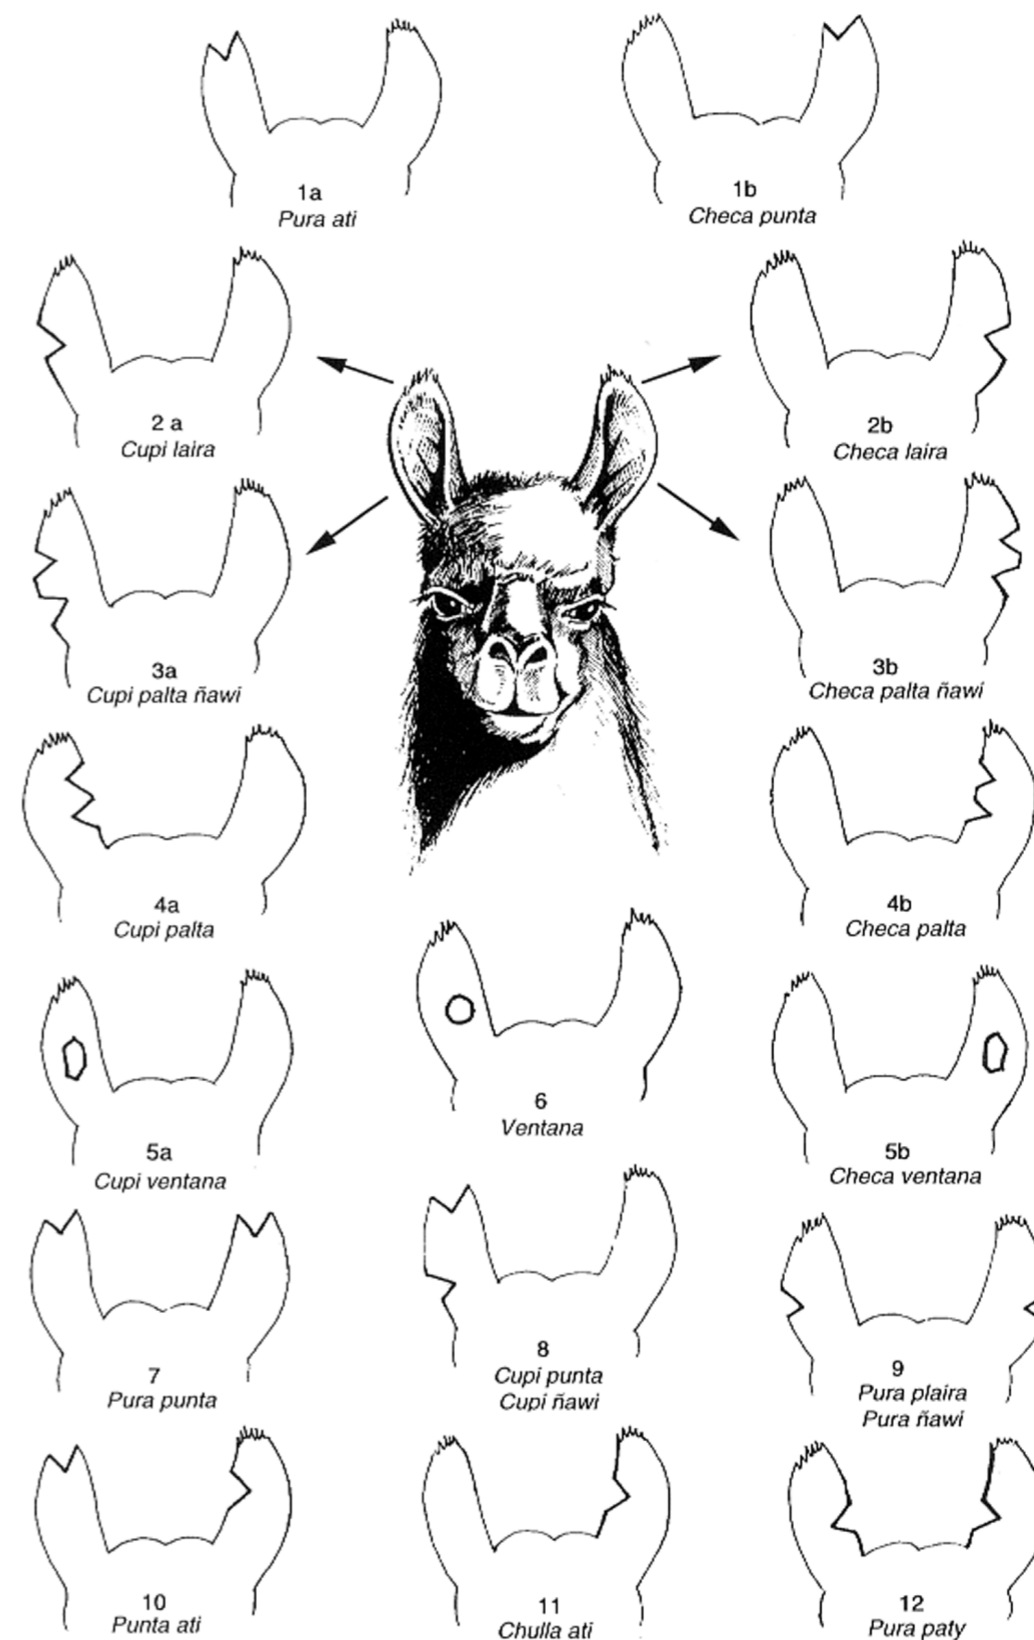 1a
Pura ati
1b
Checa punta
2 a
Cupi laira
2b
Checa laira
3a
Cupi palta ñawi
3b
Checa palta ñawi
4a
Cupi palta
4b
Checa palta
5a
Cupi ventana
6
Ventana
5b
Checa ventana
7
Pura punta
8
Cupi punta
Cupi ñawi
9
Pura plaira
Pura ñawi
10
Punta ati
11
Chulla ati
12
Pura paty